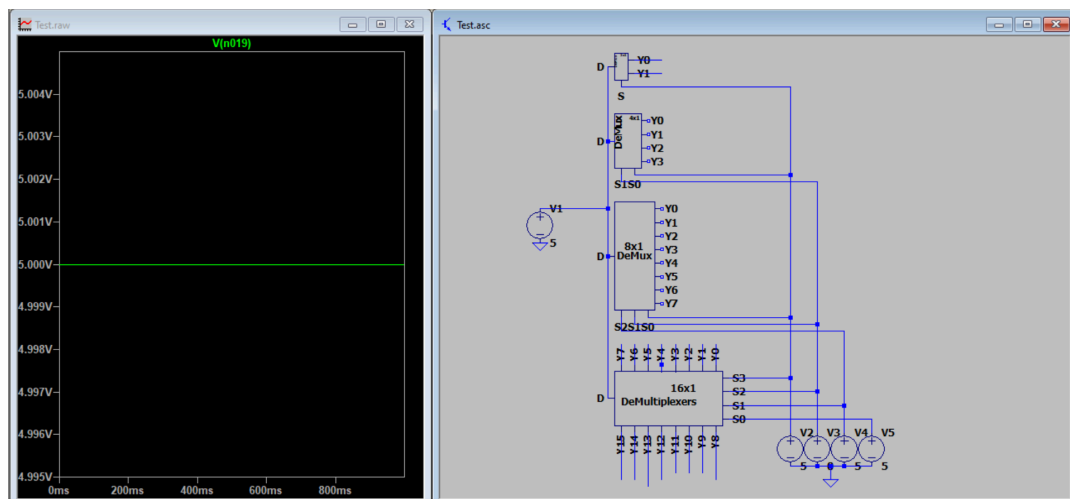 Test.raw
V(n019)
5.004V
5.003V
5.002V
5.001V
5.000V
4.999V
4.998V
4.997V
4.996V
4.995V
0ms 200ms 400ms 600ms 800ms
Test.asc
D Y0
Y1
S
DeMux 4x1
Y0
Y1
D Y2
Y3
S1S0
V1
5
Y0
Y1
Y2
8x1 Y3
D DeMux Y4
Y5
Y6
Y7
S2S1S0
Y7 Y6 Y5 Y4 Y3 Y2 Y1 Y0
16x1 S3
D DeMultiplexers S2
S1
S0
Y15 Y14 Y13 Y12 Y11 Y10 Y9 Y8
V2 V3 V4 V5
5 5 5